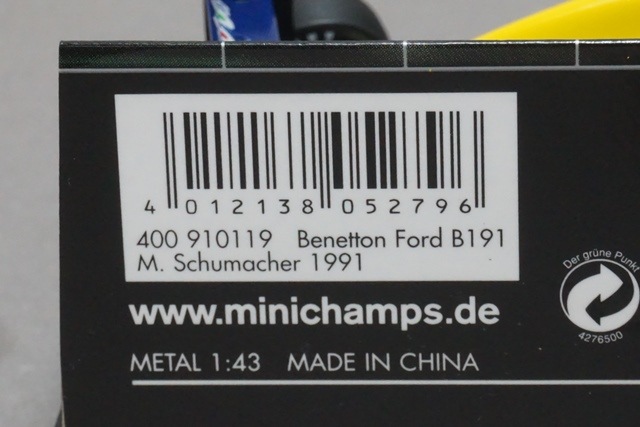 4 012138 052796
400 910119 Benetton Ford B191
M. Schumacher 1991
www.minichamps.de
Der grüne Punkt
4276500
METAL 1:43 MADE IN CHINA